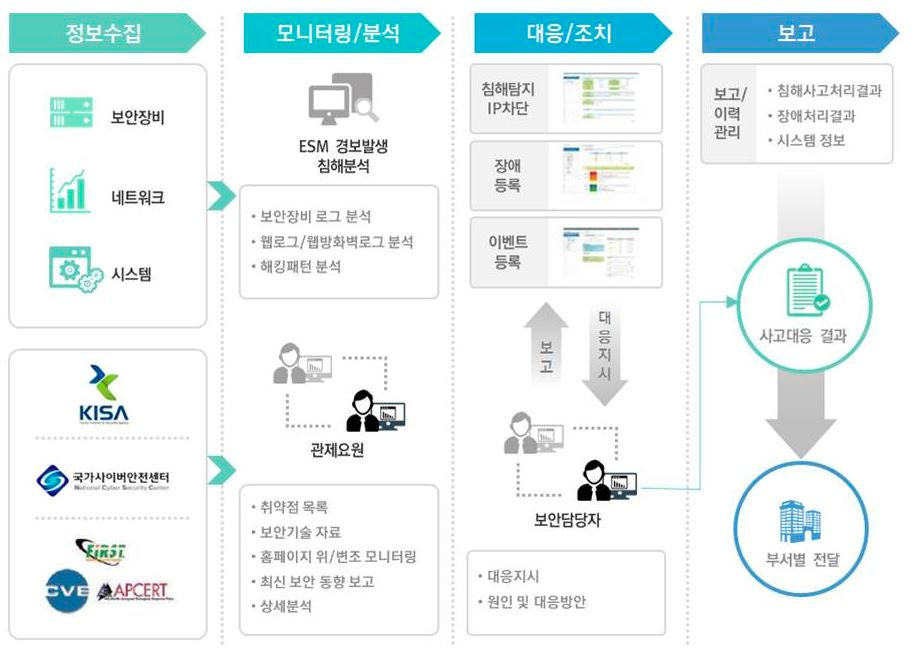 정보수집
모니터링/분석
대응/조치
보고
보안장비
네트워크
시스템
KISA
국가사이버안전센터
National Cyber Security Center
FIRST
CVE
APCERT
ESM 경보발생
침해분석
• 보안장비 로그 분석
• 웹로그/웹방화벽로그 분석
• 해킹패턴 분석
관제요원
• 취약점 목록
• 보안기술 자료
• 홈페이지 위/변조 모니터링
• 최신 보안 동향 보고
• 상세분석
침해탐지
IP차단
장애
등록
이벤트
등록
보고
대응지시
보안담당자
• 대응지시
• 원인 및 대응방안
보고/
이력
관리
• 침해사고처리결과
• 장애처리결과
• 시스템 정보
사고대응 결과
부서별 전달